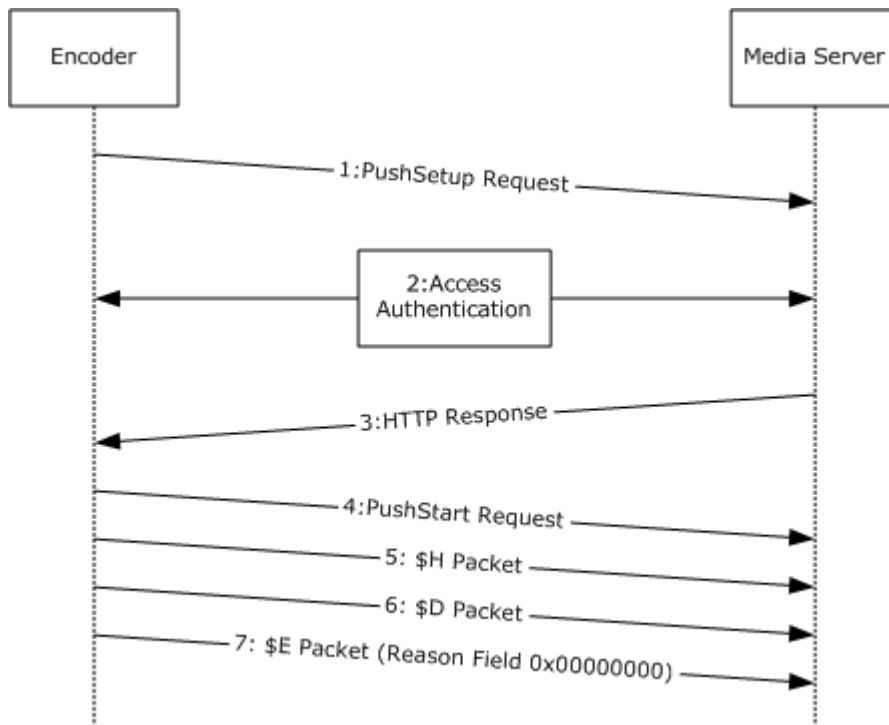 Encoder
Media Server
1:PushSetup Request
2:Access
Authentication
3:HTTP Response
4:PushStart Request
5: $H Packet
6: $D Packet
7: $E Packet (Reason Field 0x00000000)